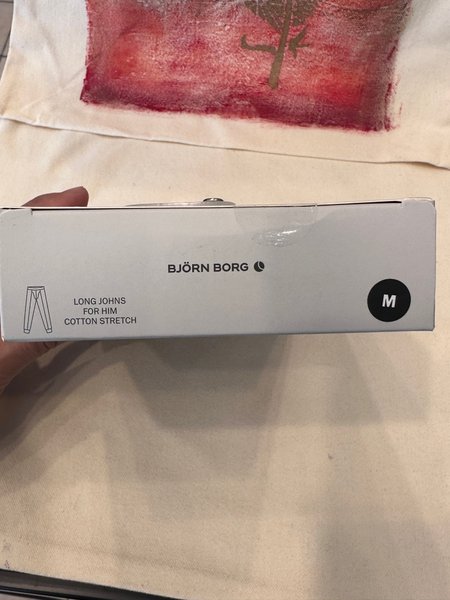 BJÖRN BORG
LONG JOHNS
FOR HIM
COTTON STRETCH
M